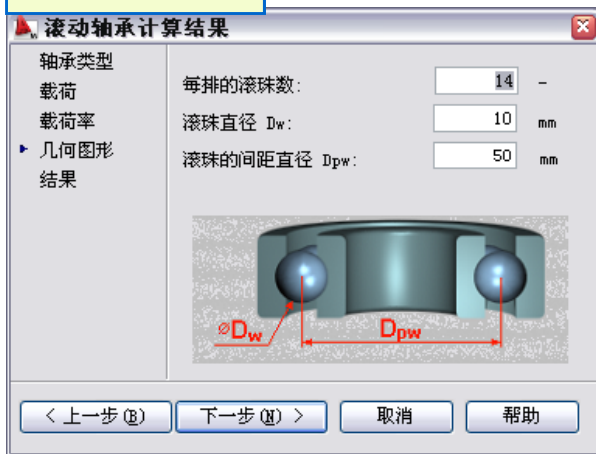 滚动轴承计算结果
轴承类型
载荷
载荷率
几何图形
结果
每排的滚珠数: 14 -
滚珠直径 Dw: 10 mm
滚珠的间距直径 Dpw: 50 mm
⌀Dw
Dpw
< 上一步(B)
下一步(N) >
取消
帮助